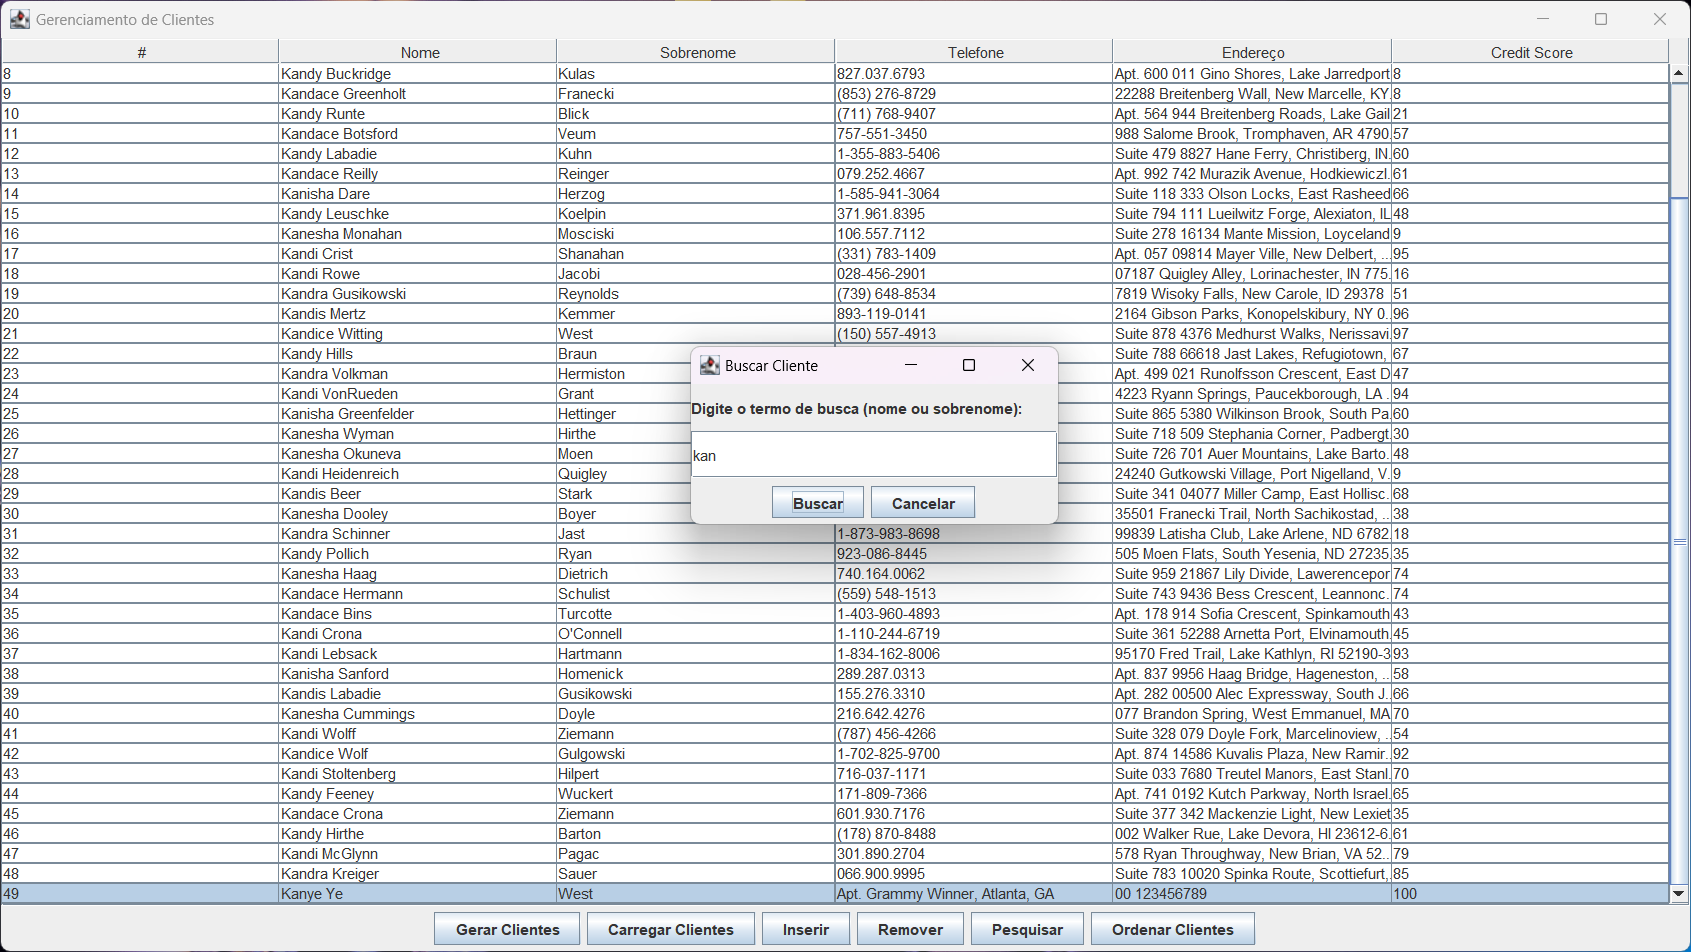 Gerenciamento de Clientes
# Nome Sobrenome Telefone Endereço Credit Score
8 Kandy Buckridge Kulas 827.037.6793 Apt. 600 011 Gino Shores, Lake Jarredport 8
9 Kandace Greenholt Franecki (853) 276-8729 22288 Breitenberg Wall, New Marcelle, KY. 8
10 Kandy Runte Blick (711) 768-9407 Apt. 564 944 Breitenberg Roads, Lake Gail 21
11 Kandace Botsford Veum 757-551-3450 988 Salome Brook, Tromphaven, AR 4790. 57
12 Kandy Labadie Kuhn 1-355-883-5406 Suite 479 8827 Hane Ferry, Christiberg, IN. 60
13 Kandace Reilly Reinger 079.252.4667 Apt. 992 742 Murazik Avenue, Hodkiewiczl. 61
14 Kanisha Dare Herzog 1-585-941-3064 Suite 118 333 Olson Locks, East Rasheed 66
15 Kandy Leuschke Koelpin 371.961.8395 Suite 794 111 Lueilwitz Forge, Alexiaton, IL 48
16 Kanesha Monahan Mosciski 106.557.7112 Suite 278 16134 Mante Mission, Loyceland 9
17 Kandi Crist Shanahan (331) 783-1409 Apt. 057 09814 Mayer Ville, New Delbert, ... 95
18 Kandi Rowe Jacobi 028-456-2901 07187 Quigley Alley, Lorinachester, IN 775. 16
19 Kandra Gusikowski Reynolds (739) 648-8534 7819 Wisoky Falls, New Carole, ID 29378 51
20 Kandis Mertz Kemmer 893-119-0141 2164 Gibson Parks, Konopelskibury, NY 0.. 96
21 Kandice Witting West (150) 557-4913 Suite 878 4376 Medhurst Walks, Nerissavi. 97
22 Kandy Hills Braun Suite 788 66618 Jast Lakes, Refugiotown, 67
23 Kandra Volkman Hermiston Apt. 499 021 Runolfsson Crescent, East D 47
24 Kandi VonRueden Grant 4223 Ryann Springs, Paucekborough, LA .. 94
25 Kanisha Greenfelder Hettinger Suite 865 5380 Wilkinson Brook, South Pa. 60
26 Kanesha Wyman Hirthe Suite 718 509 Stephania Corner, Padbergt. 30
27 Kanesha Okuneva Moen Suite 726 701 Auer Mountains, Lake Barto. 48
28 Kandi Heidenreich Quigley 24240 Gutkowski Village, Port Nigelland, V. 9
29 Kandis Beer Stark Suite 341 04077 Miller Camp, East Hollisc. 68
30 Kanesha Dooley Boyer 35501 Franecki Trail, North Sachikostad, .. 38
31 Kandra Schinner Jast 1-873-983-8698 99839 Latisha Club, Lake Arlene, ND 6782. 18
32 Kandy Pollich Ryan 923-086-8445 505 Moen Flats, South Yesenia, ND 27235. 35
33 Kanesha Haag Dietrich 740.164.0062 Suite 959 21867 Lily Divide, Lawerencepor 74
34 Kandace Hermann Schulist (559) 548-1513 Suite 743 9436 Bess Crescent, Leannonc. 74
35 Kandace Bins Turcotte 1-403-960-4893 Apt. 178 914 Sofia Crescent, Spinkamouth 43
36 Kandi Crona O'Connell 1-110-244-6719 Suite 361 52288 Arnetta Port, Elvinamouth. 45
37 Kandi Lebsack Hartmann 1-834-162-8006 95170 Fred Trail, Lake Kathlyn, RI 52190-3 93
38 Kanisha Sanford Homenick 289.287.0313 Apt. 837 9956 Haag Bridge, Hageneston, .. 58
39 Kandis Labadie Gusikowski 155.276.3310 Apt. 282 00500 Alec Expressway, South J.. 66
40 Kanesha Cummings Doyle 216.642.4276 077 Brandon Spring, West Emmanuel, MA 70
41 Kandi Wolff Ziemann (787) 456-4266 Suite 328 079 Doyle Fork, Marcelinoview, .. 54
42 Kandice Wolf Gulgowski 1-702-825-9700 Apt. 874 14586 Kuvalis Plaza, New Ramir.. 92
43 Kandi Stoltenberg Hilpert 716-037-1171 Suite 033 7680 Treutel Manors, East Stanl. 70
44 Kandy Feeney Wuckert 171-809-7366 Apt. 741 0192 Kutch Parkway, North Israel. 65
45 Kandace Crona Ziemann 601.930.7176 Suite 377 342 Mackenzie Light, New Lexiet 35
46 Kandy Hirthe Barton (178) 870-8488 002 Walker Rue, Lake Devora, HI 23612-6. 61
47 Kandi McGlynn Pagac 301.890.2704 578 Ryan Throughway, New Brian, VA 52... 79
48 Kandra Kreiger Sauer 066.900.9995 Suite 783 10020 Spinka Route, Scottiefurt,. 85
49 Kanye Ye West Apt. Grammy Winner, Atlanta, GA 00 123456789 100
Buscar Cliente
Digite o termo de busca (nome ou sobrenome):
kan
Buscar Cancelar
Gerar Clientes Carregar Clientes Inserir Remover Pesquisar Ordenar Clientes